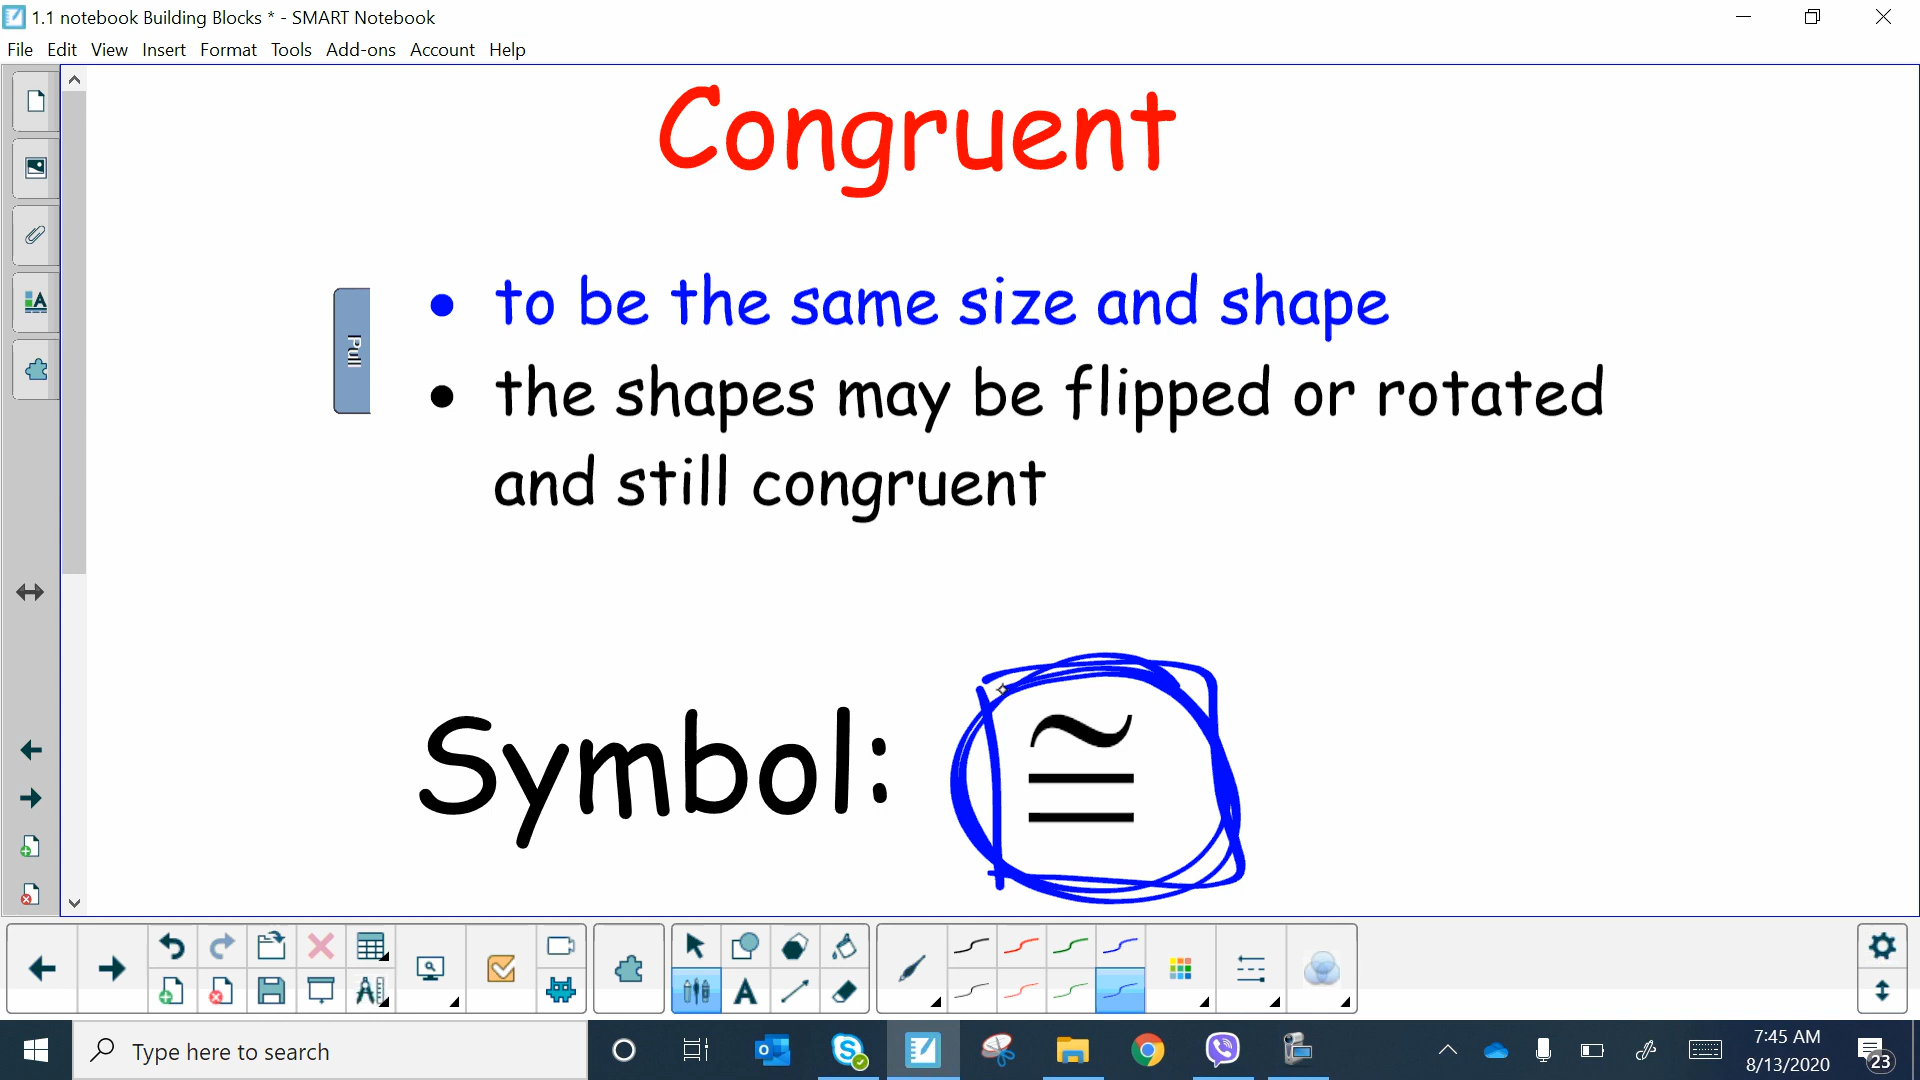 1.1 notebook Building Blocks * - SMART Notebook
File Edit View Insert Format Tools Add-ons Account Help
Congruent
Pull
• to be the same size and shape
• the shapes may be flipped or rotated
and still congruent
Symbol: ≅
Type here to search
7:45 AM
8/13/2020
23